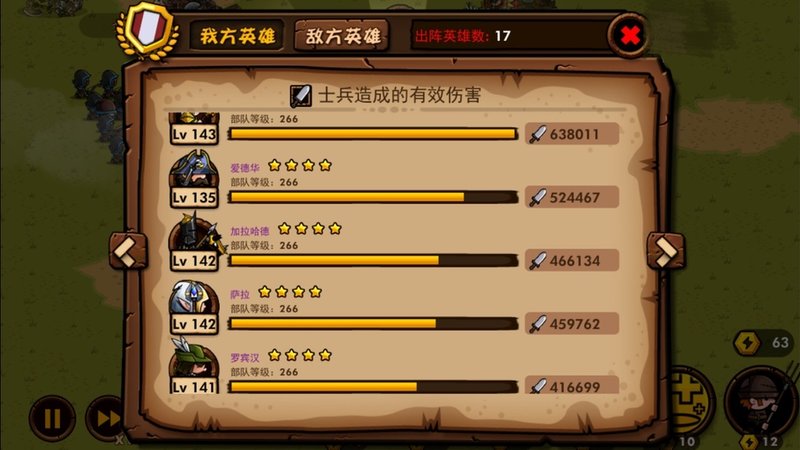 我方英雄
敌方英雄
出阵英雄数: 17
士兵造成的有效伤害
部队等级: 266
Lv 143
638011
爱德华
部队等级: 266
Lv 135
524467
加拉哈德
部队等级: 266
Lv 142
466134
萨拉
部队等级: 266
Lv 142
459762
罗宾汉
部队等级: 266
Lv 141
416699
63
X
10
12